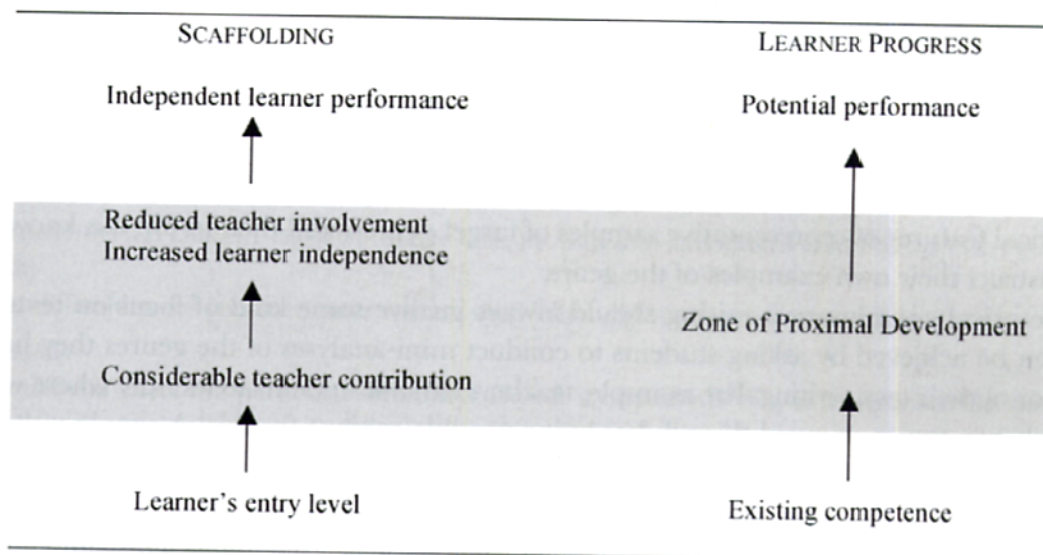 SCAFFOLDING
Independent learner performance
Reduced teacher involvement
Increased learner independence
Considerable teacher contribution
Learner's entry level
LEARNER PROGRESS
Potential performance
Zone of Proximal Development
Existing competence